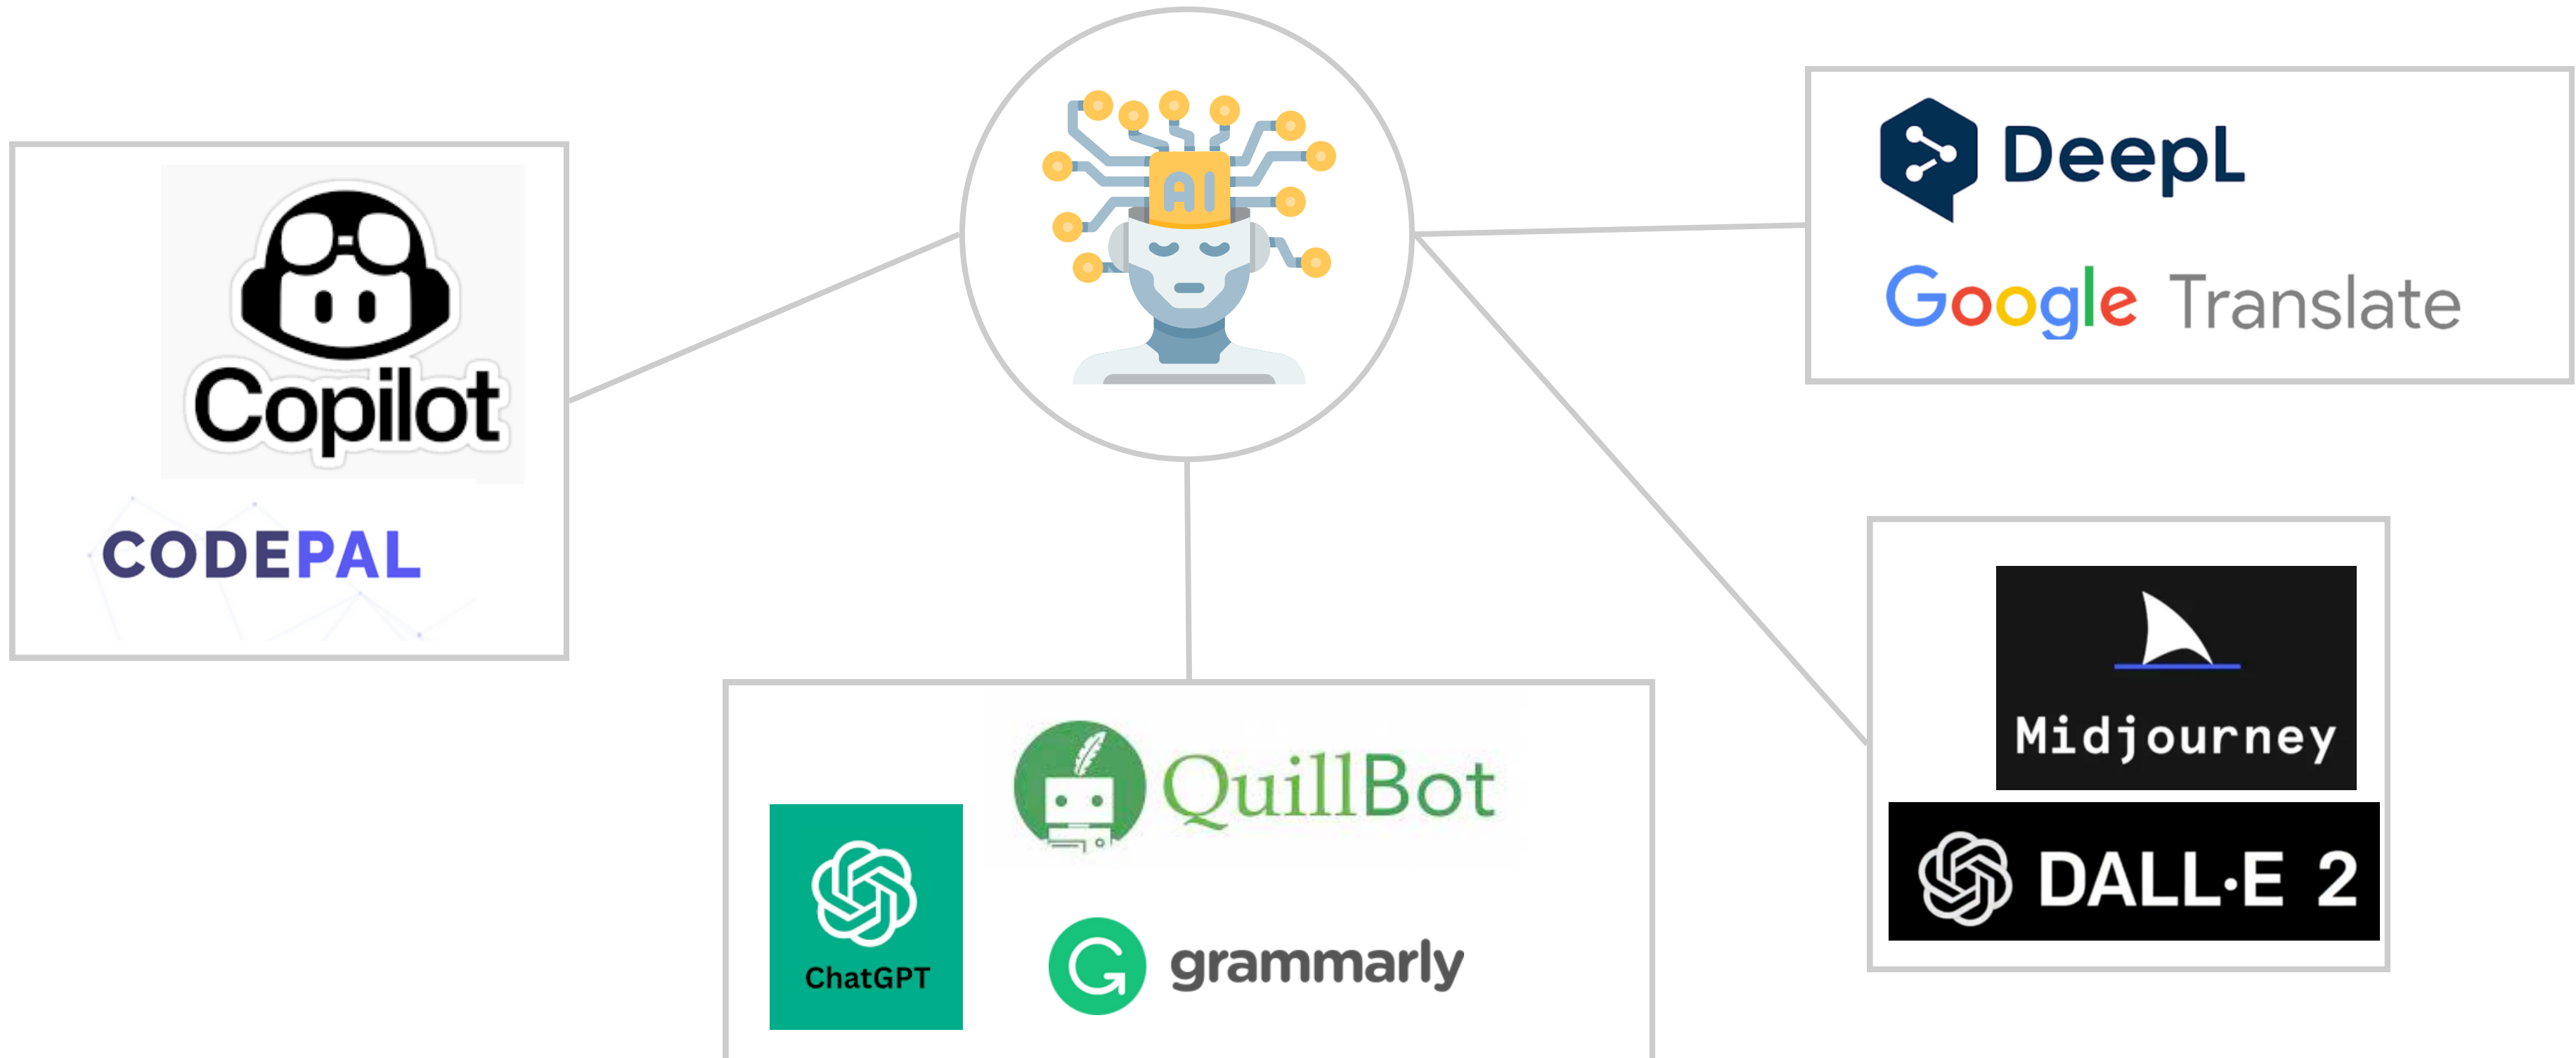 AI
DeepL
Google Translate
Copilot
CODEPAL
Midjourney
DALL·E 2
QuillBot
ChatGPT
grammarly